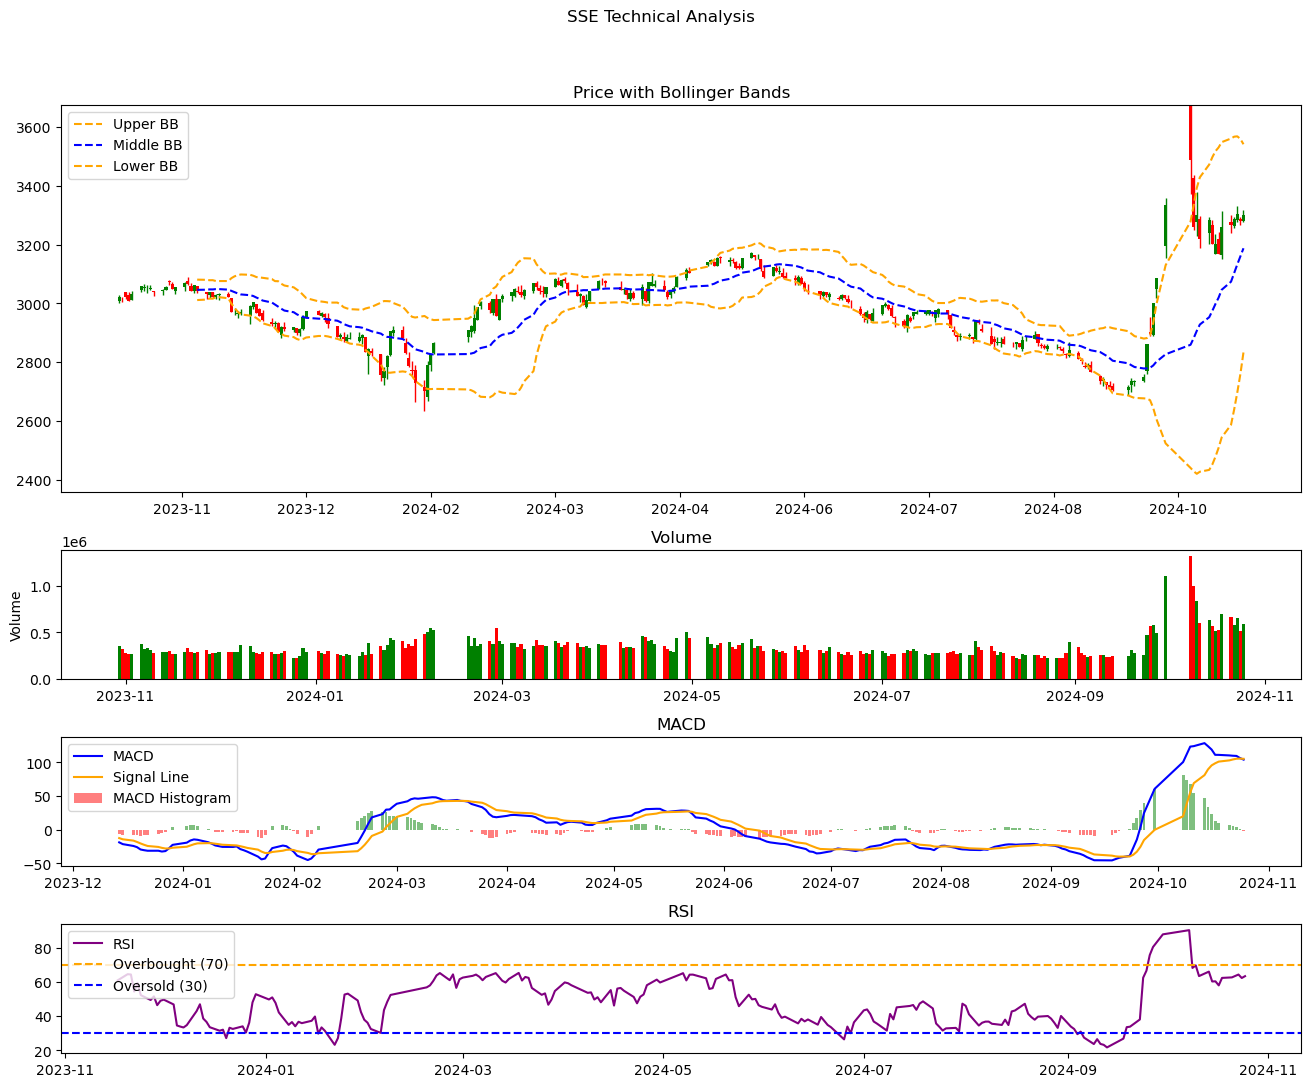 SSE Technical Analysis
Price with Bollinger Bands
Upper BB
Middle BB
Lower BB
3600
3400
3200
3000
2800
2600
2400
2023-11 2023-12 2024-02 2024-03 2024-04 2024-06 2024-07 2024-08 2024-10
Volume
1e6
Volume
1.0
0.5
0.0
2023-11 2024-01 2024-03 2024-05 2024-07 2024-09 2024-11
MACD
MACD
Signal Line
MACD Histogram
100
50
0
−50
2023-12 2024-01 2024-02 2024-03 2024-04 2024-05 2024-06 2024-07 2024-08 2024-09 2024-10 2024-11
RSI
RSI
Overbought (70)
Oversold (30)
80
60
40
20
2023-11 2024-01 2024-03 2024-05 2024-07 2024-09 2024-11